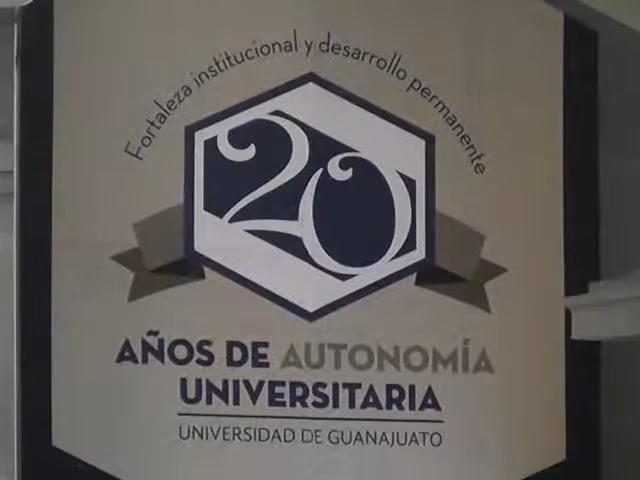 Fortaleza institucional y desarrollo permanente
20
AÑOS DE AUTONOMÍA
UNIVERSITARIA
UNIVERSIDAD DE GUANAJUATO